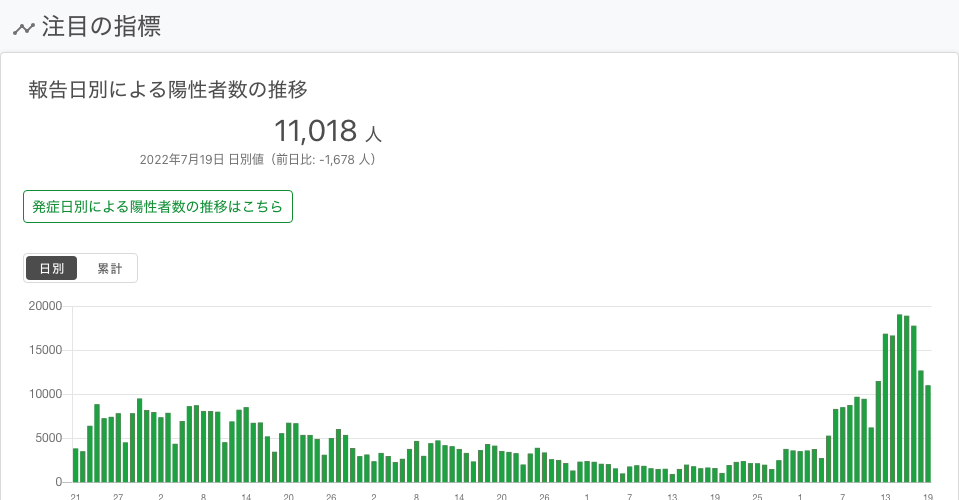 注目の指標
報告日別による陽性者数の推移
11,018 人
2022年7月19日 日別値（前日比: -1,678 人）
発症日別による陽性者数の推移はこちら
日別 累計
20000
15000
10000
5000
0
21 27 2 8 14 20 26 2 8 14 20 26 1 7 13 19 25 1 7 13 19